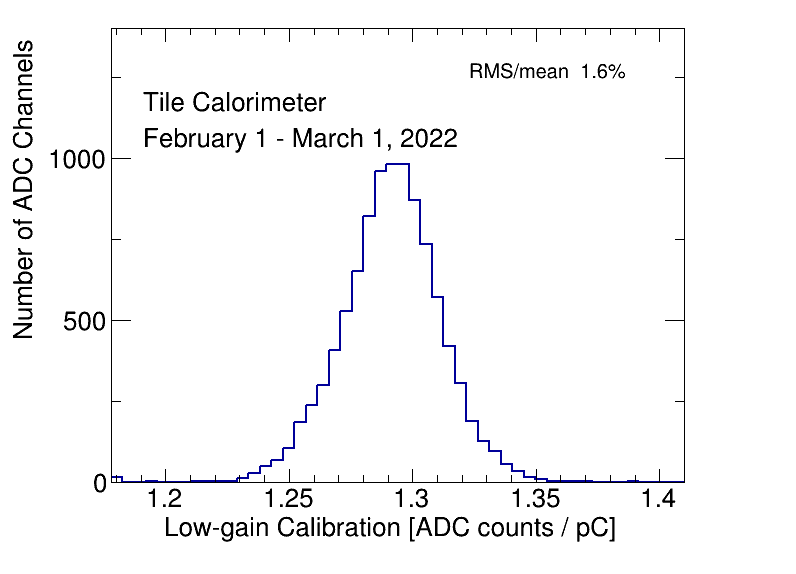 RMS/mean 1.6%
Tile Calorimeter
February 1 - March 1, 2022
Number of ADC Channels
1000
500
0
1.2 1.25 1.3 1.35 1.4
Low-gain Calibration [ADC counts / pC]